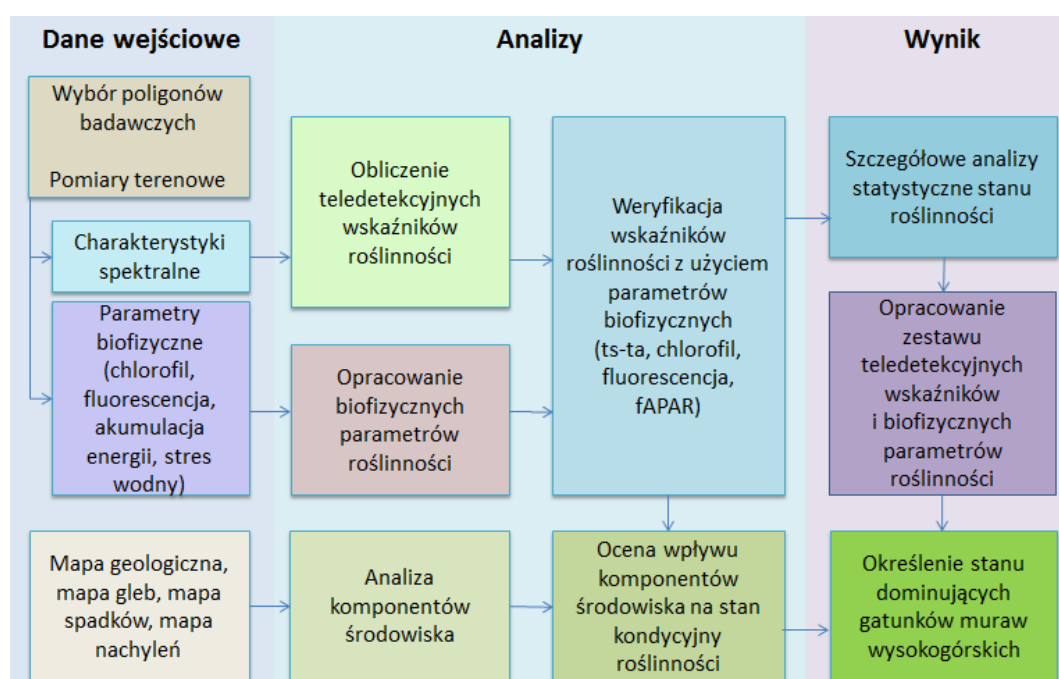 Dane wejściowe
Analizy
Wynik
Wybór poligonów
badawczych
Pomiary terenowe
Charakterystyki
spektralne
Parametry
biofizyczne
(chlorofil,
fluorescencja,
akumulacja
energii, stres
wodny)
Mapa geologiczna,
mapa gleb, mapa
spadków, mapa
nachyleń
Obliczenie
teledetekcyjnych
wskaźników
roślinności
Opracowanie
biofizycznych
parametrów
roślinności
Analiza
komponentów
środowiska
Weryfikacja
wskaźników
roślinności z użyciem
parametrów
biofizycznych
(ts-ta, chlorofil,
fluorescencja,
fAPAR)
Ocena wpływu
komponentów
środowiska na stan
kondycyjny
roślinności
Szczegółowe analizy
statystyczne stanu
roślinności
Opracowanie
zestawu
teledetekcyjnych
wskaźników
i biofizycznych
parametrów
roślinności
Określenie stanu
dominujących
gatunków muraw
wysokogórskich